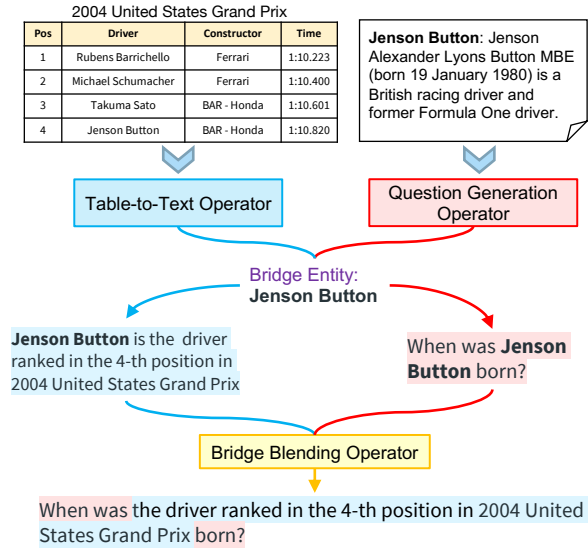 2004 United States Grand Prix
Pos Driver Constructor Time
1 Rubens Barrichello Ferrari 1:10.223
2 Michael Schumacher Ferrari 1:10.400
3 Takuma Sato BAR - Honda 1:10.601
4 Jenson Button BAR - Honda 1:10.820
Jenson Button: Jenson
Alexander Lyons Button MBE
(born 19 January 1980) is a
British racing driver and
former Formula One driver.
Table-to-Text Operator
Question Generation
Operator
Bridge Entity:
Jenson Button
Jenson Button is the driver
ranked in the 4-th position in
2004 United States Grand Prix
When was Jenson
Button born?
Bridge Blending Operator
When was the driver ranked in the 4-th position in 2004 United
States Grand Prix born?